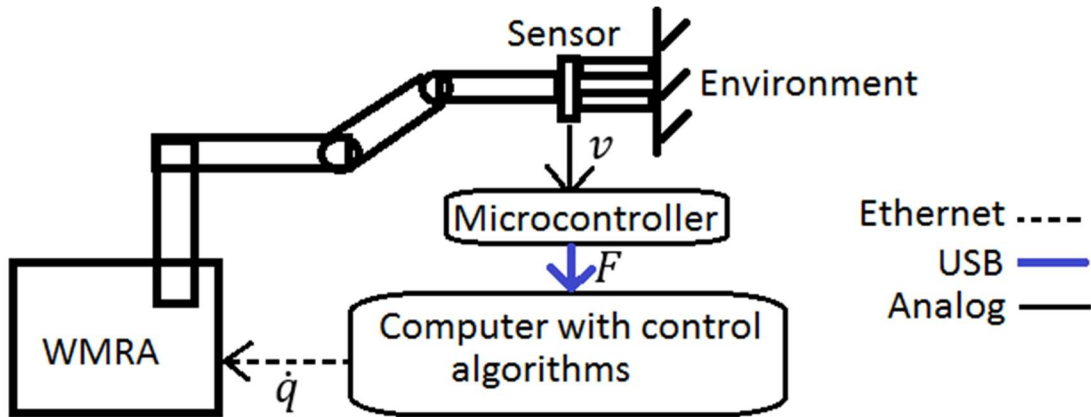 Sensor
Environment
v
Microcontroller
Ethernet
F
USB
Analog
Computer with control
algorithms
WMRA
q̇